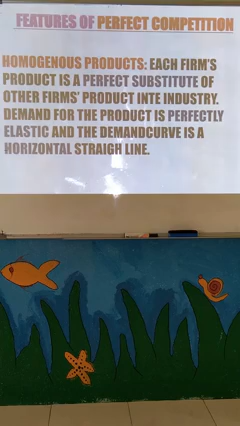 FEATURES OF PERFECT COMPETITION
HOMOGENOUS PRODUCTS: EACH FIRM'S
PRODUCT IS A PERFECT SUBSTITUTE OF
OTHER FIRMS' PRODUCT INTE INDUSTRY.
DEMAND FOR THE PRODUCT IS PERFECTLY
ELASTIC AND THE DEMANDCURVE IS A
HORIZONTAL STRAIGH LINE.